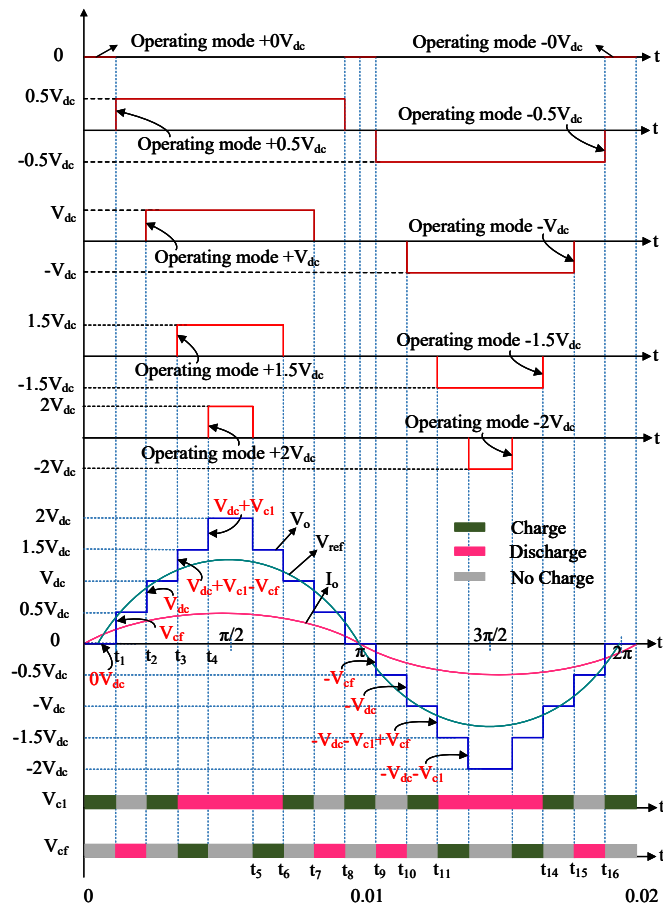 Operating mode +0Vdc
Operating mode -0Vdc
0
t
0.5Vdc
Operating mode -0.5Vdc
t
Operating mode +0.5Vdc
-0.5Vdc
Vdc
Operating mode -Vdc
t
Operating mode +Vdc
-Vdc
1.5Vdc
Operating mode -1.5Vdc
t
Operating mode +1.5Vdc
-1.5Vdc
2Vdc
Operating mode -2Vdc
t
Operating mode +2Vdc
-2Vdc
Vdc+Vc1
2Vdc
Vo
Charge
1.5Vdc
Vref
Discharge
Vdc
Vdc+Vc1-Vcf
Io
No Charge
Vdc
0.5Vdc
Vcf
π/2
3π/2
0
t1 t2 t3 t4
π
2π
t
0Vdc
-Vcf
-0.5Vdc
-Vdc
-Vdc
-Vdc-Vc1+Vcf
-1.5Vdc
-Vdc-Vc1
-2Vdc
Vc1
t
Vcf
t
t5 t6 t7 t8 t9 t10 t11 t14 t15 t16
0 0.01 0.02